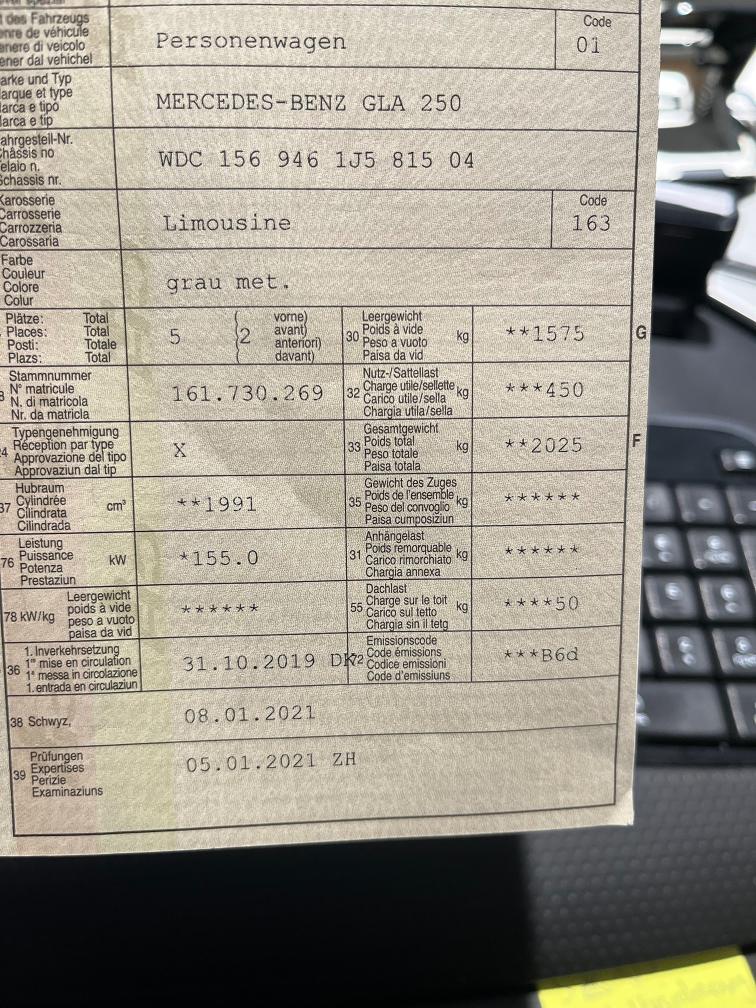 des Fahrzeugs
de véhicule
di veicolo
dal vehichel
Personenwagen
Code
01
arke und Typ
arque et type
arca e tipo
arca e tip
MERCEDES-BENZ GLA 250
ahrgestell-Nr.
hâssis no
elaio n.
chassis nr.
WDC 156 946 1J5 815 04
Karosserie
Carrosserie
Carrozzeria
Carossaria
Limousine
Code
163
Farbe
Couleur
Colore
Colur
grau met.
Plätze: Total
Places: Total
Posti: Totale
Plazs: Total
5
(2
vorne)
avant)
anteriori)
davant)
30
Leergewicht
Poids à vide
Peso a vuoto
Paisa da vid
kg
**1575
G
Stammnummer
N° matricule
N. di matricola
Nr. da matricla
161.730.269
32
Nutz-/Sattellast
Charge utile/sellette
Carico utile/sella
Chargia utila/sella
kg
***450
Typengenehmigung
Réception par type
Approvazione del tipo
Approvaziun dal tip
X
33
Gesamtgewicht
Poids total
Peso totale
Paisa totala
kg
**2025
F
37
Hubraum
Cylindrée
Cilindrata
Cilindrada
cm³
**1991
35
Gewicht des Zuges
Poids de l'ensemble
Peso del convoglio
Paisa cumposiziun
kg
******
76
Leistung
Puissance
Potenza
Prestaziun
kW
*155.0
31
Anhängelast
Poids remorquable
Carico rimorchiato
Chargia annexa
kg
******
78 kW/kg
Leergewicht
poids à vide
peso a vuoto
paisa da vid
******
55
Dachlast
Charge sur le toit
Carico sul tetto
Chargia sin il tetg
kg
****50
36
1. Inverkehrsetzung
1re mise en circulation
1a messa in circolazione
1. entrada en circulaziun
31.10.2019 DK
72
Emissionscode
Code émissions
Codice emissioni
Code d'emissiuns
***B6d
38 Schwyz,
08.01.2021
39
Prüfungen
Expertises
Perizie
Examinaziuns
05.01.2021 ZH